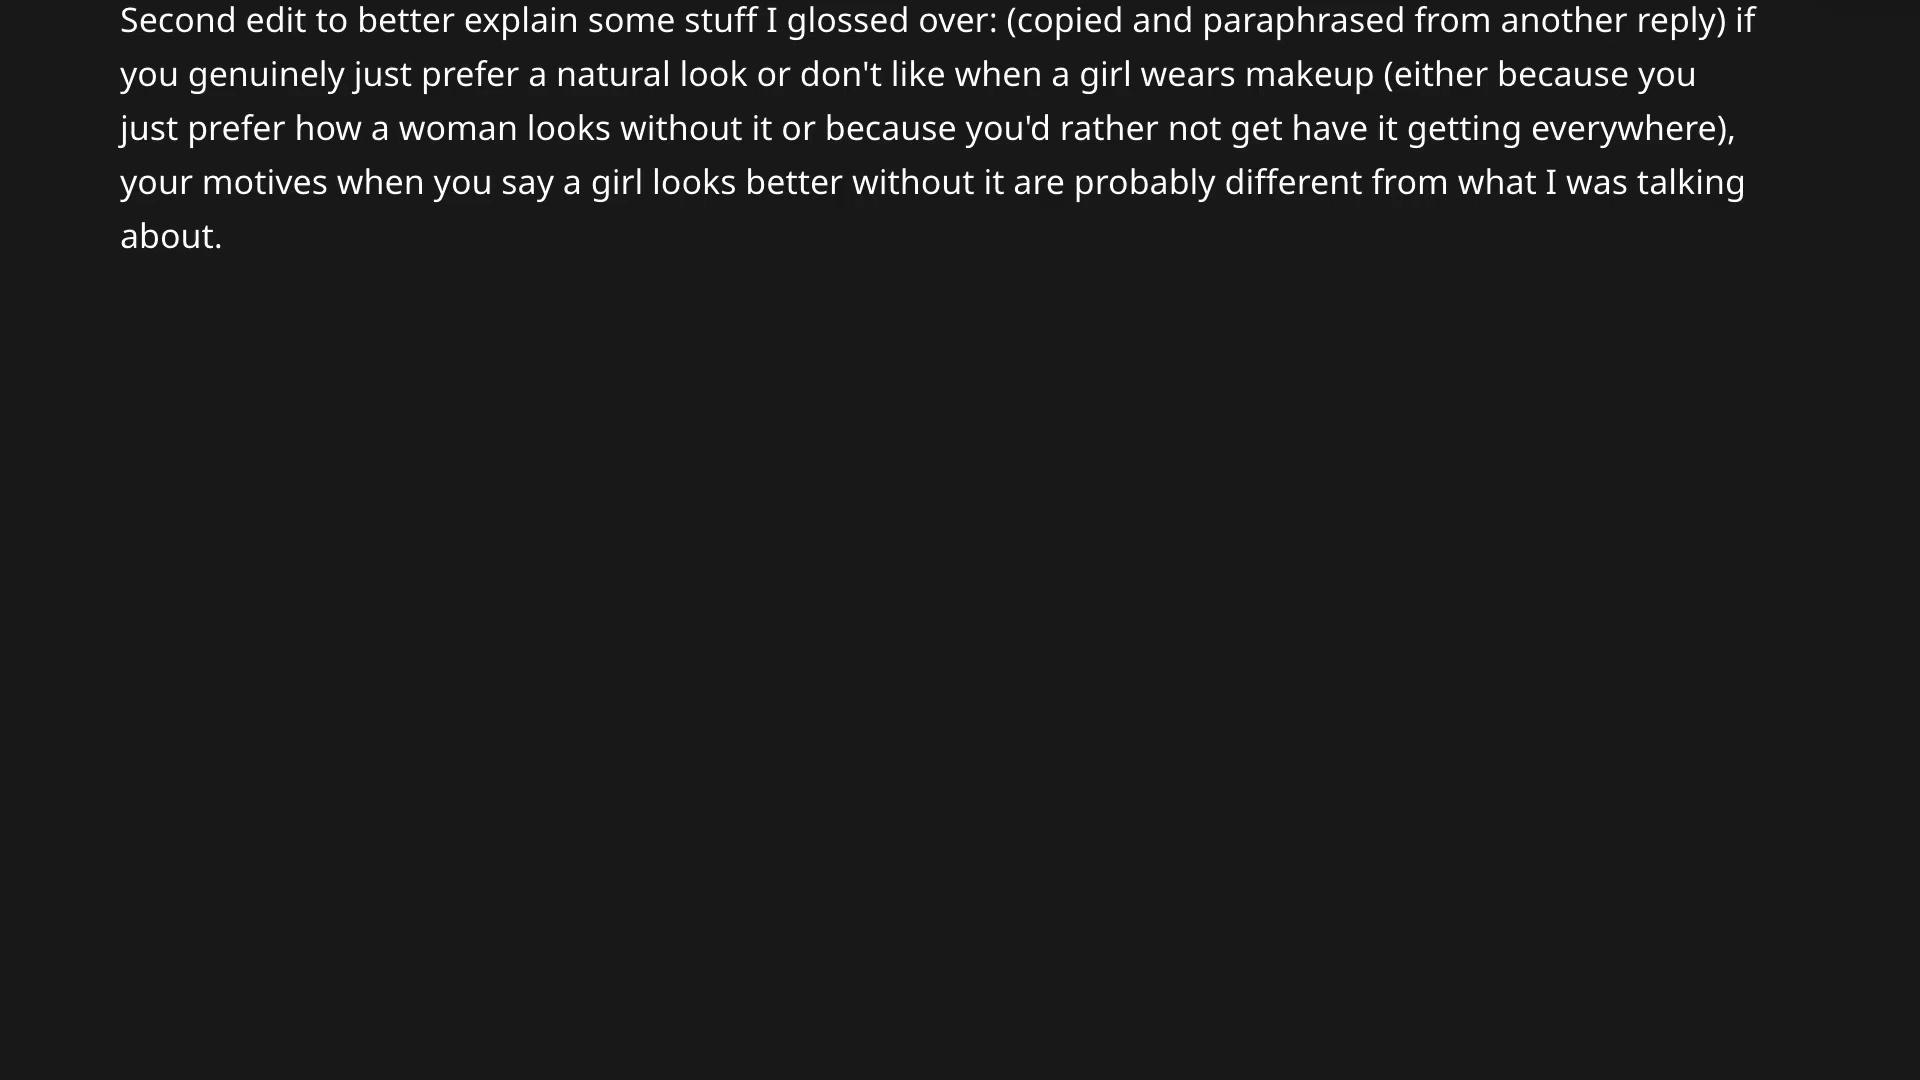 Second edit to better explain some stuff I glossed over: (copied and paraphrased from another reply) if
you genuinely just prefer a natural look or don't like when a girl wears makeup (either because you
just prefer how a woman looks without it or because you'd rather not get have it getting everywhere),
your motives when you say a girl looks better without it are probably different from what I was talking
about.